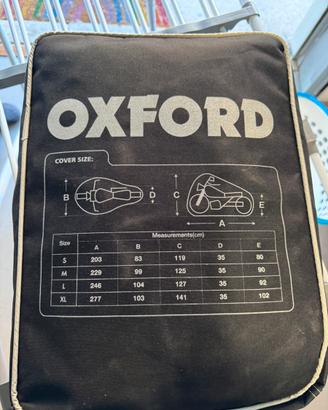 OXFORD
COVER SIZE:
B D C E
A
Size Measurements(cm)
A B C D E
S 203 83 119 35 80
M 229 99 125 35 90
L 246 104 127 35 92
XL 277 103 141 35 102